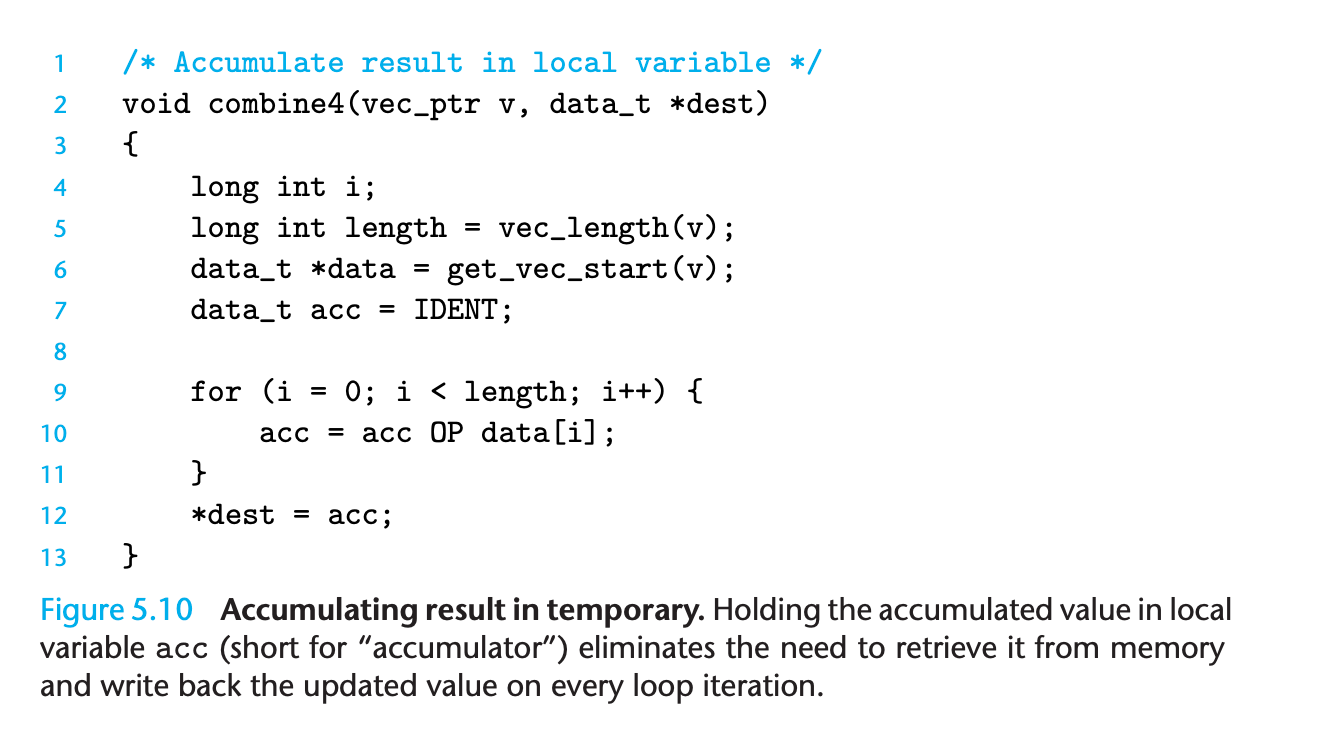 1 /* Accumulate result in local variable */
2 void combine4(vec_ptr v, data_t *dest)
3 {
4     long int i;
5     long int length = vec_length(v);
6     data_t *data = get_vec_start(v);
7     data_t acc = IDENT;
8
9     for (i = 0; i < length; i++) {
10         acc = acc OP data[i];
11     }
12     *dest = acc;
13 }
Figure 5.10 Accumulating result in temporary. Holding the accumulated value in local
variable acc (short for “accumulator”) eliminates the need to retrieve it from memory
and write back the updated value on every loop iteration.